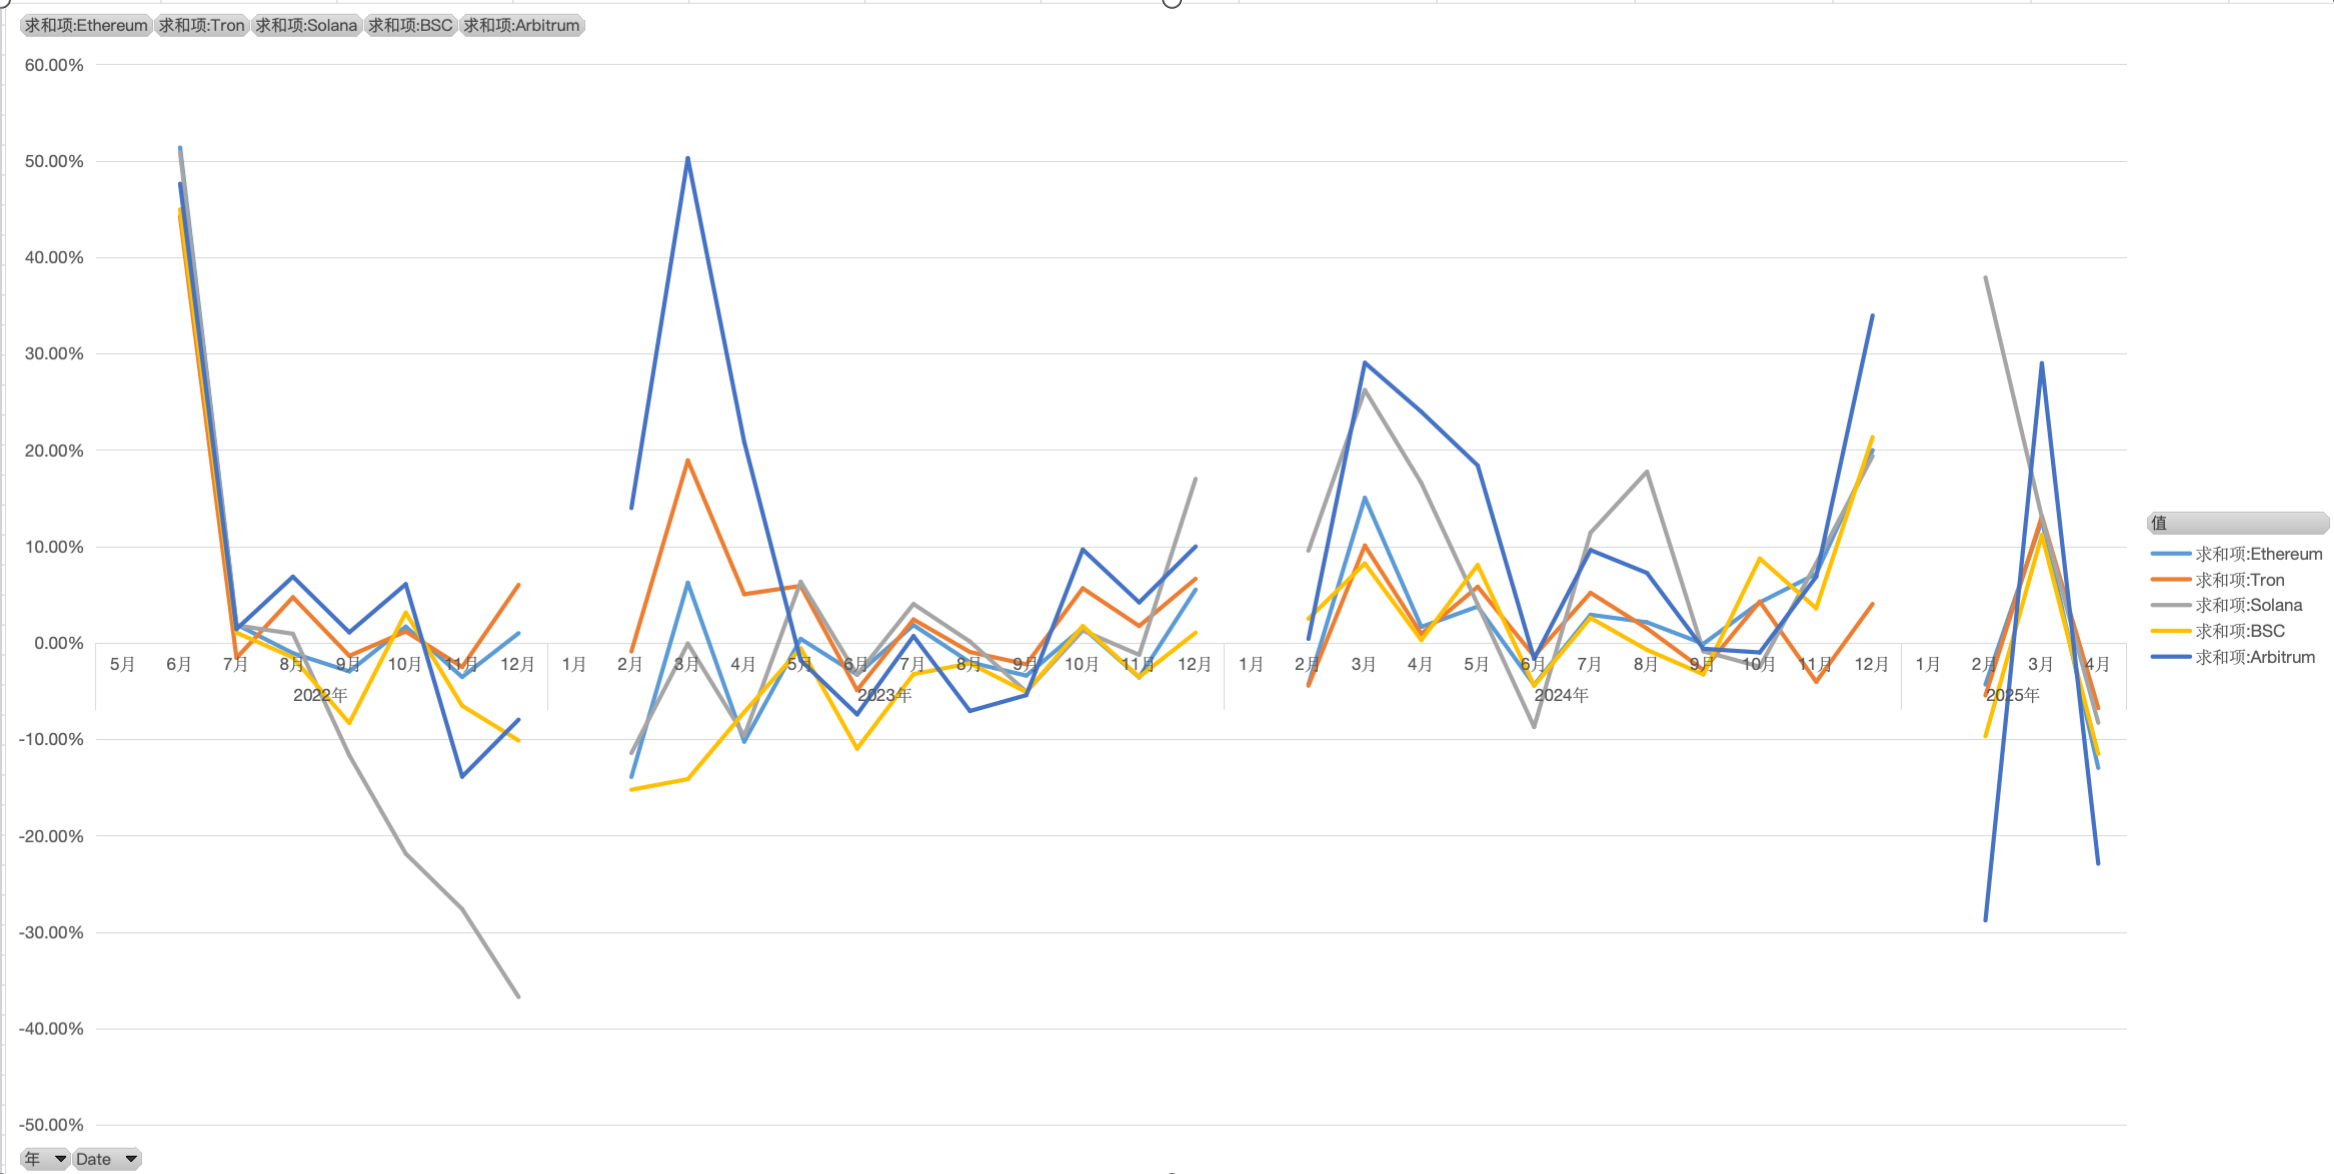 求和项:Ethereum 求和项:Tron 求和项:Solana 求和项:BSC 求和项:Arbitrum
60.00%
50.00%
40.00%
30.00%
20.00%
10.00%
0.00%
-10.00%
-20.00%
-30.00%
-40.00%
-50.00%
5月 6月 7月 8月 9月 10月 11月 12月 1月 2月 3月 4月 5月 6月 7月 8月 9月 10月 11月 12月 1月 2月 3月 4月 5月 6月 7月 8月 9月 10月 11月 12月 1月 2月 3月 4月
2022年 2023年 2024年 2025年
值
求和项:Ethereum
求和项:Tron
求和项:Solana
求和项:BSC
求和项:Arbitrum
年 Date